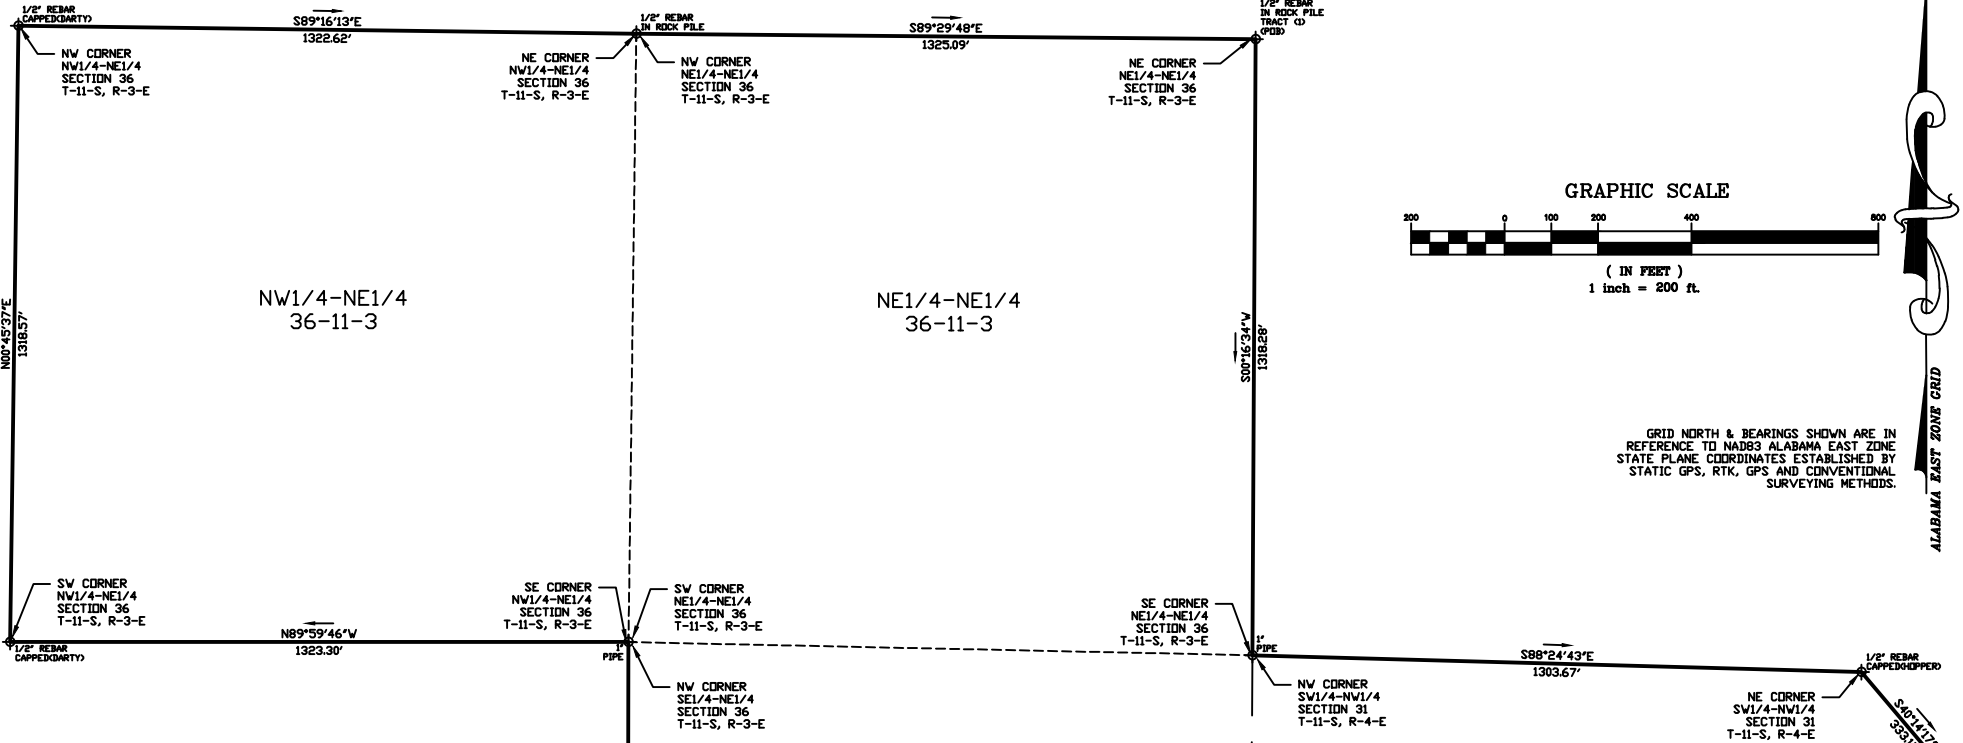 1/2" REBAR
CAPPED(DARTY)
S89°16'13"E
1322.62'
1/2" REBAR
IN ROCK PILE
S89°29'48"E
1325.09'
1/2" REBAR
IN ROCK PILE
TRACT (1)
(POB)
NW CORNER
NW1/4-NE1/4
SECTION 36
T-11-S, R-3-E
NE CORNER
NW1/4-NE1/4
SECTION 36
T-11-S, R-3-E
NW CORNER
NE1/4-NE1/4
SECTION 36
T-11-S, R-3-E
NE CORNER
NE1/4-NE1/4
SECTION 36
T-11-S, R-3-E
GRAPHIC SCALE
200 0 100 200 400 800
( IN FEET )
1 inch = 200 ft.
NW1/4-NE1/4
36-11-3
NE1/4-NE1/4
36-11-3
N00°45'37"E
1318.57'
S00°16'34"W
1318.28'
GRID NORTH & BEARINGS SHOWN ARE IN
REFERENCE TO NAD83 ALABAMA EAST ZONE
STATE PLANE COORDINATES ESTABLISHED BY
STATIC GPS, RTK, GPS AND CONVENTIONAL
SURVEYING METHODS.
ALABAMA EAST ZONE GRID
SW CORNER
NW1/4-NE1/4
SECTION 36
T-11-S, R-3-E
SE CORNER
NW1/4-NE1/4
SECTION 36
T-11-S, R-3-E
SW CORNER
NE1/4-NE1/4
SECTION 36
T-11-S, R-3-E
SE CORNER
NE1/4-NE1/4
SECTION 36
T-11-S, R-3-E
1/2" REBAR
CAPPED(DARTY)
N89°59'46"W
1323.30'
1"
PIPE
1"
PIPE
S88°24'43"E
1303.67'
1/2" REBAR
CAPPED(HOPPER)
NW CORNER
SE1/4-NE1/4
SECTION 36
T-11-S, R-3-E
NW CORNER
SW1/4-NW1/4
SECTION 31
T-11-S, R-4-E
NE CORNER
SW1/4-NW1/4
SECTION 31
T-11-S, R-4-E
S40°14'17"